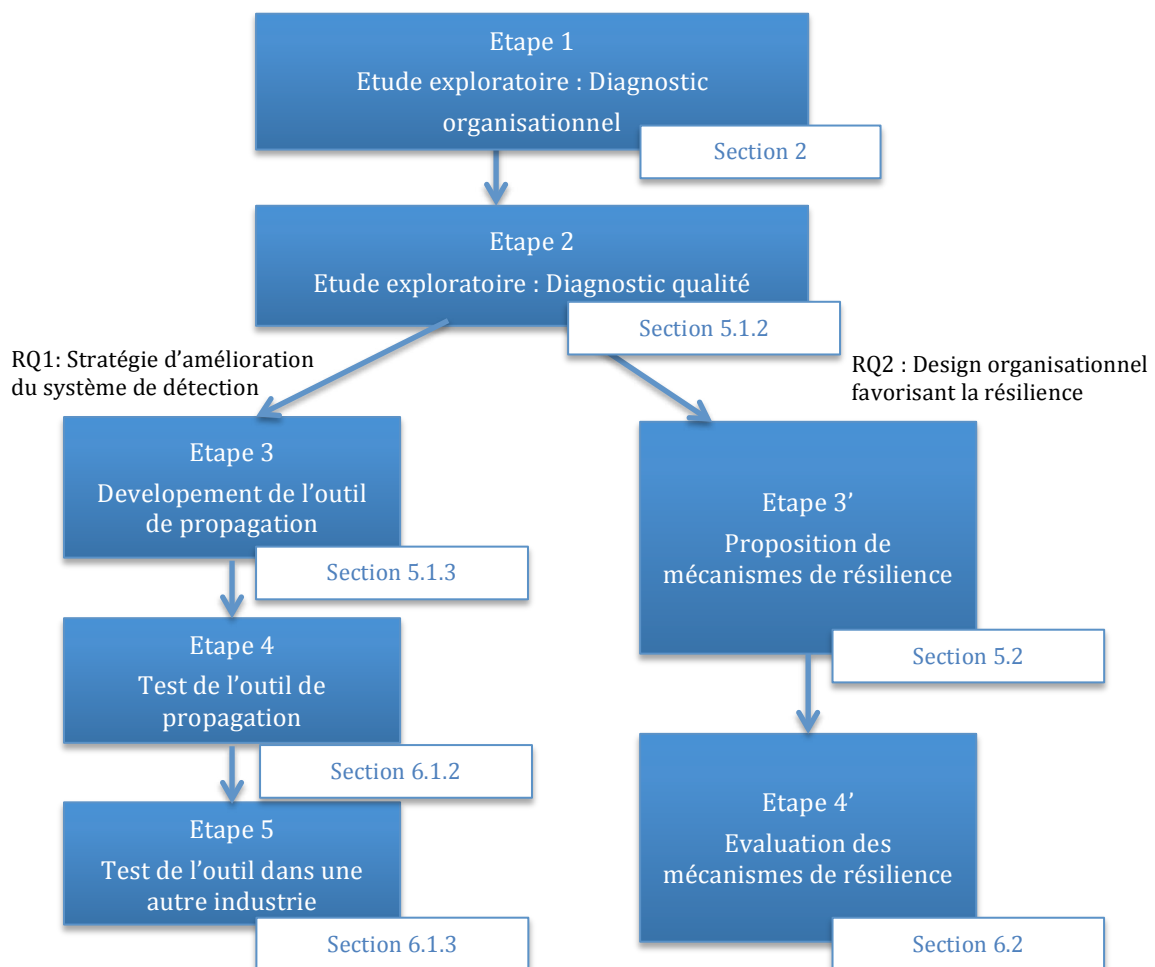 Etape 1
Etude exploratoire : Diagnostic
organisationnel
Section 2
Etape 2
Etude exploratoire : Diagnostic qualité
Section 5.1.2
RQ1: Stratégie d’amélioration
du système de détection
RQ2 : Design organisationnel
favorisant la résilience
Etape 3
Developement de l’outil
de propagation
Section 5.1.3
Etape 4
Test de l’outil de
propagation
Section 6.1.2
Etape 5
Test de l’outil dans une
autre industrie
Section 6.1.3
Etape 3’
Proposition de
mécanismes de résilience
Section 5.2
Etape 4’
Evaluation des
mécanismes de résilience
Section 6.2